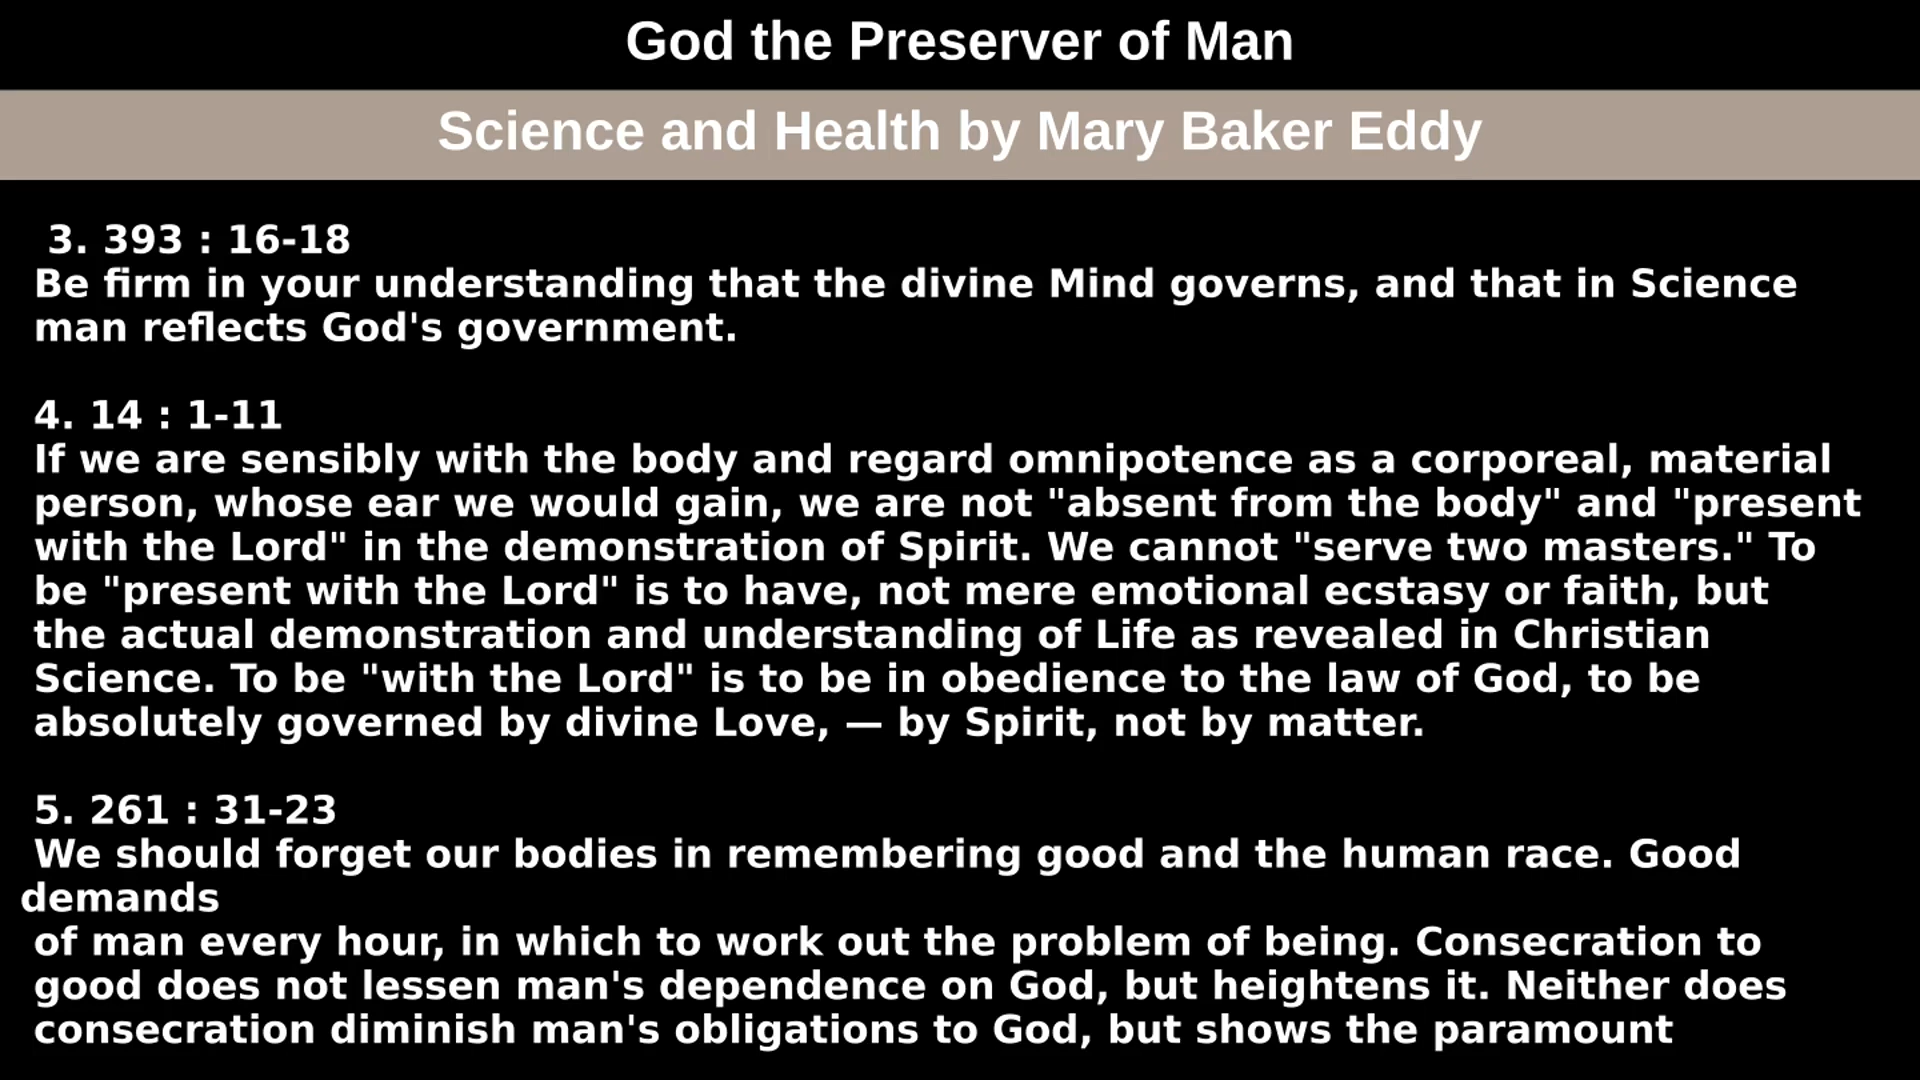 God the Preserver of Man
Science and Health by Mary Baker Eddy
3. 393 : 16-18
Be firm in your understanding that the divine Mind governs, and that in Science
man reflects God's government.
4. 14 : 1-11
If we are sensibly with the body and regard omnipotence as a corporeal, material
person, whose ear we would gain, we are not "absent from the body" and "present
with the Lord" in the demonstration of Spirit. We cannot "serve two masters." To
be "present with the Lord" is to have, not mere emotional ecstasy or faith, but
the actual demonstration and understanding of Life as revealed in Christian
Science. To be "with the Lord" is to be in obedience to the law of God, to be
absolutely governed by divine Love, — by Spirit, not by matter.
5. 261 : 31-23
We should forget our bodies in remembering good and the human race. Good
demands
of man every hour, in which to work out the problem of being. Consecration to
good does not lessen man's dependence on God, but heightens it. Neither does
consecration diminish man's obligations to God, but shows the paramount